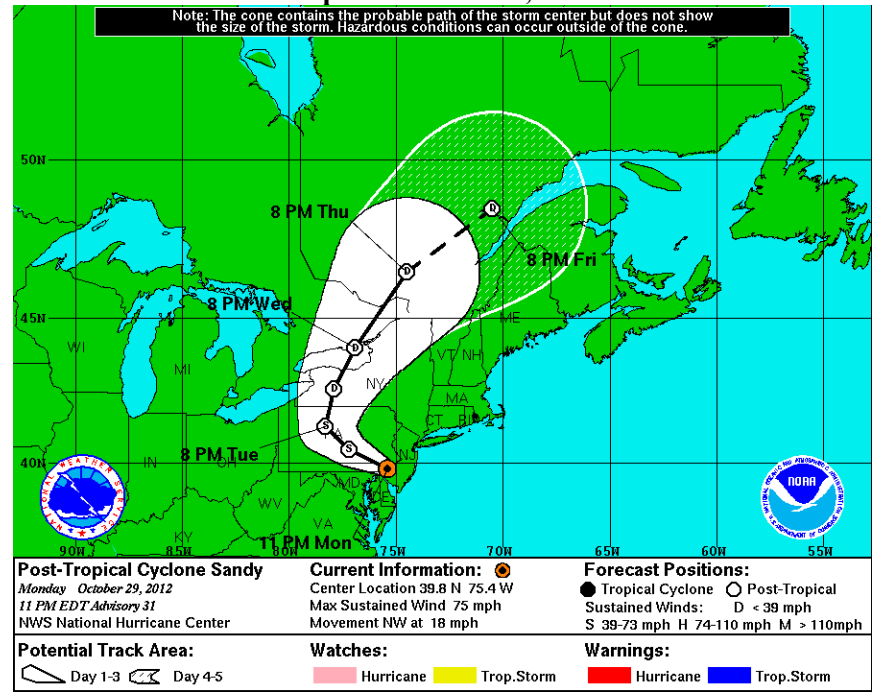 Note: The cone contains the probable path of the storm center but does not show
the size of the storm. Hazardous conditions can occur outside of the cone.
50N
8 PM Thu
D
D
8 PM Fri
8 PM Wed
45N
ME
WI
D
VT NH
MI
D
NY
MA
S
CT RI
PA
8 PM Tue
S
NJ
40N
IN
OH
MD
DE
WV
VA
KY
11 PM Mon
90W 85W 80W 75W 70W 65W 60W 55W
NATIONAL WEATHER SERVICE
NOAA
Post-Tropical Cyclone Sandy
Monday October 29, 2012
11 PM EDT Advisory 31
NWS National Hurricane Center
Current Information:
Center Location 39.8 N 75.4 W
Max Sustained Wind 75 mph
Movement NW at 18 mph
Forecast Positions:
Tropical Cyclone Post-Tropical
Sustained Winds: D < 39 mph
S 39-73 mph H 74-110 mph M > 110mph
Potential Track Area:
Day 1-3 Day 4-5
Watches:
Hurricane Trop.Storm
Warnings:
Hurricane Trop.Storm